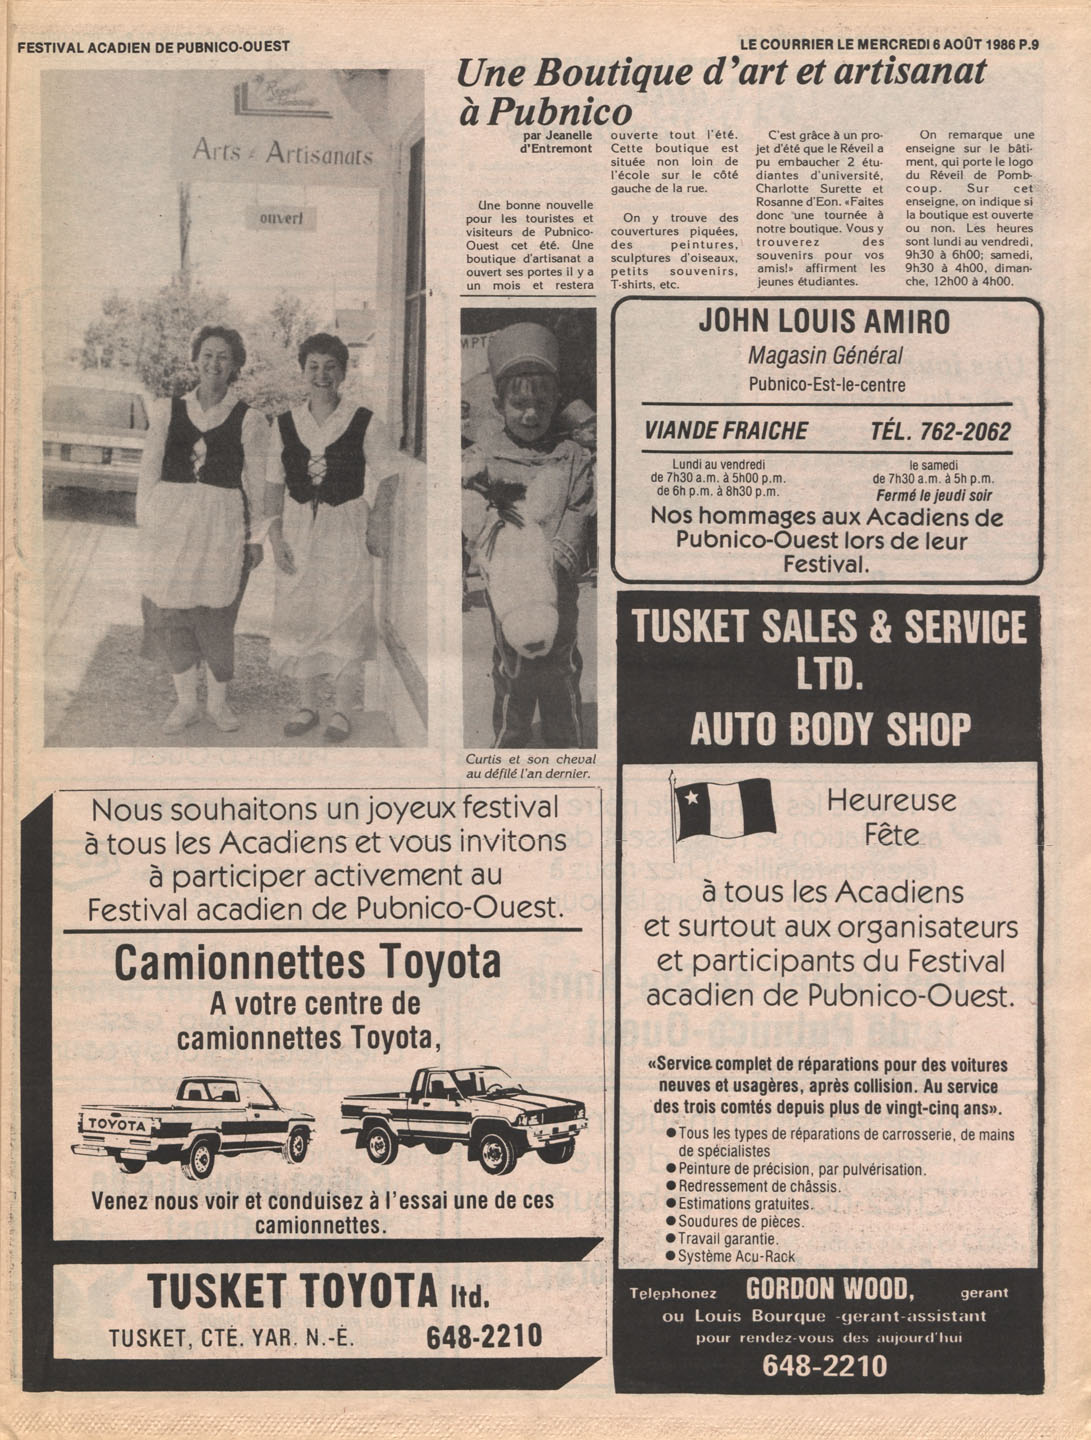 FESTIVAL ACADIEN DE PUBNICO-OUEST
LE COURRIER LE MERCREDI 6 AOÛT 1986 P.9
Arts & Artisanats
ouvert
Une Boutique d'art et artisanat
à Pubnico
par Jeanelle
d'Entremont
Une bonne nouvelle
pour les touristes et
visiteurs de Pubnico-
Ouest cet été. Une
boutique d'artisanat a
ouvert ses portes il y a
un mois et restera
ouverte tout l'été.
Cette boutique est
située non loin de
l'école sur le côté
gauche de la rue.
On y trouve des
couvertures piquées,
des peintures,
sculptures d'oiseaux,
petits souvenirs,
T-shirts, etc.
C'est grâce à un pro-
jet d'été que le Réveil a
pu embaucher 2 étu-
diantes d'université,
Charlotte Surette et
Rosanne d'Eon. «Faites
donc une tournée à
notre boutique. Vous y
trouverez des
souvenirs pour vos
amis!» affirment les
jeunes étudiantes.
On remarque une
enseigne sur le bâti-
ment, qui porte le logo
du Réveil de Pomb-
coup. Sur cet
enseigne, on indique si
la boutique est ouverte
ou non. Les heures
sont lundi au vendredi,
9h30 à 6h00; samedi,
9h30 à 4h00, diman-
che, 12h00 à 4h00.
Curtis et son cheval
au défilé l'an dernier.
JOHN LOUIS AMIRO
Magasin Général
Pubnico-Est-le-centre
VIANDE FRAICHE TÉL. 762-2062
Lundi au vendredi
de 7h30 a.m. à 5h00 p.m.
de 6h p.m. à 8h30 p.m.
le samedi
de 7h30 a.m. à 5h p.m.
Fermé le jeudi soir
Nos hommages aux Acadiens de
Pubnico-Ouest lors de leur
Festival.
TUSKET SALES & SERVICE
LTD.
AUTO BODY SHOP
Heureuse
Fête
à tous les Acadiens
et surtout aux organisateurs
et participants du Festival
acadien de Pubnico-Ouest.
«Service complet de réparations pour des voitures
neuves et usagères, après collision. Au service
des trois comtés depuis plus de vingt-cinq ans».
● Tous les types de réparations de carrosserie, de mains
de spécialistes
● Peinture de précision, par pulvérisation.
● Redressement de châssis.
● Estimations gratuites.
● Soudures de pièces.
● Travail garantie.
● Système Acu-Rack
Telephonez GORDON WOOD, gerant
ou Louis Bourque -gerant-assistant
pour rendez-vous des aujourd'hui
648-2210
Nous souhaitons un joyeux festival
à tous les Acadiens et vous invitons
à participer activement au
Festival acadien de Pubnico-Ouest.
Camionnettes Toyota
A votre centre de
camionnettes Toyota,
TOYOTA
Venez nous voir et conduisez à l'essai une de ces
camionnettes.
TUSKET TOYOTA ltd.
TUSKET, CTÉ. YAR. N.-É. 648-2210